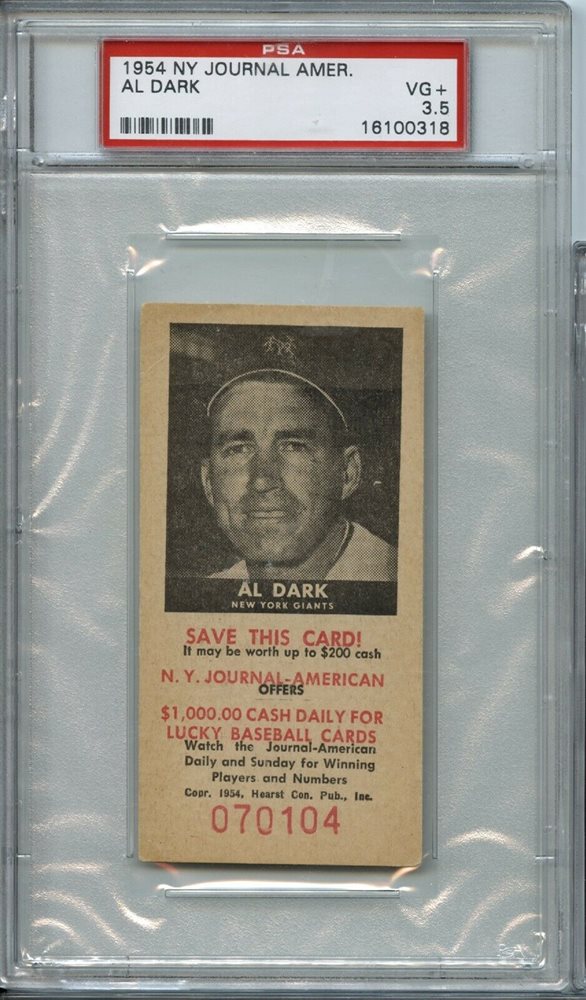 PSA
1954 NY JOURNAL AMER.
AL DARK
VG+
3.5
16100318
NY
AL DARK
NEW YORK GIANTS
SAVE THIS CARD!
It may be worth up to $200 cash
N. Y. JOURNAL-AMERICAN
OFFERS
$1,000.00 CASH DAILY FOR
LUCKY BASEBALL CARDS
Watch the Journal-American
Daily and Sunday for Winning
Players and Numbers
Copr. 1954, Hearst Con. Pub., Inc.
070104